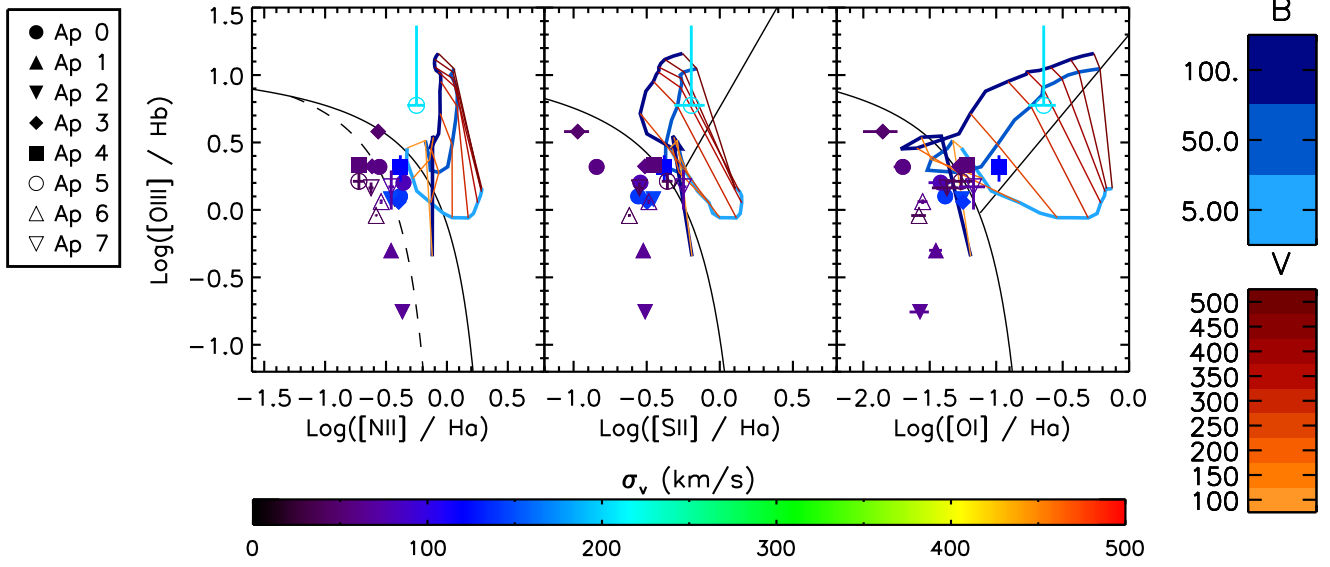 Ap 0
Ap 1
Ap 2
Ap 3
Ap 4
Ap 5
Ap 6
Ap 7
Log([OIII] / Hb)
1.5
1.0
0.5
0.0
−0.5
−1.0
−1.5 −1.0 −0.5 0.0 0.5
Log([NII] / Ha)
−1.0 −0.5 0.0 0.5
Log([SII] / Ha)
−2.0 −1.5 −1.0 −0.5 0.0
Log([OI] / Ha)
B
100.
50.0
5.00
V
500
450
400
350
300
250
200
150
100
σv (km/s)
0 100 200 300 400 500